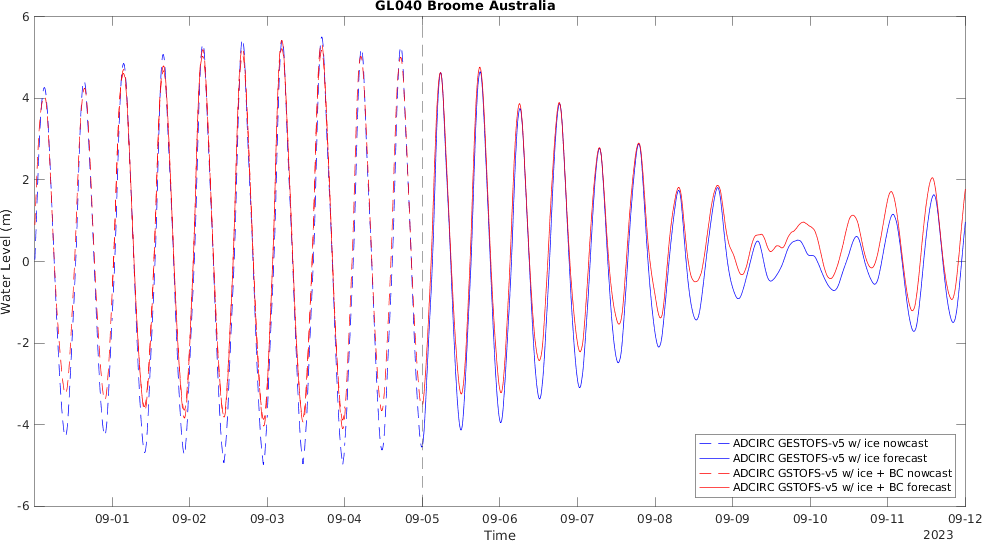 GL040 Broome Australia
6
4
2
0
-2
-4
-6
Water Level (m)
ADCIRC GESTOFS-v5 w/ ice nowcast
ADCIRC GESTOFS-v5 w/ ice forecast
ADCIRC GSTOFS-v5 w/ ice + BC nowcast
ADCIRC GSTOFS-v5 w/ ice + BC forecast
09-01 09-02 09-03 09-04 09-05 09-06 09-07 09-08 09-09 09-10 09-11 09-12
Time
2023